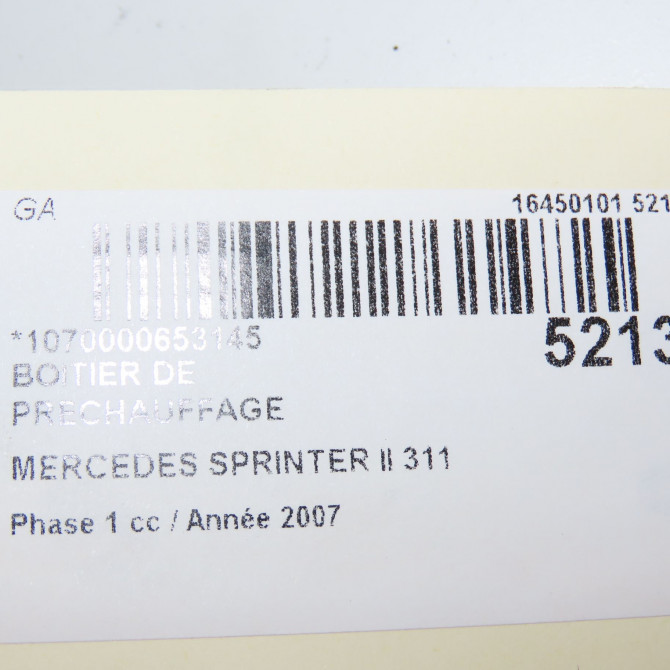 GA
16450101 521
*1070000653145
5213
BOITIER DE
PRECHAUFFAGE
MERCEDES SPRINTER II 311
Phase 1 cc / Année 2007